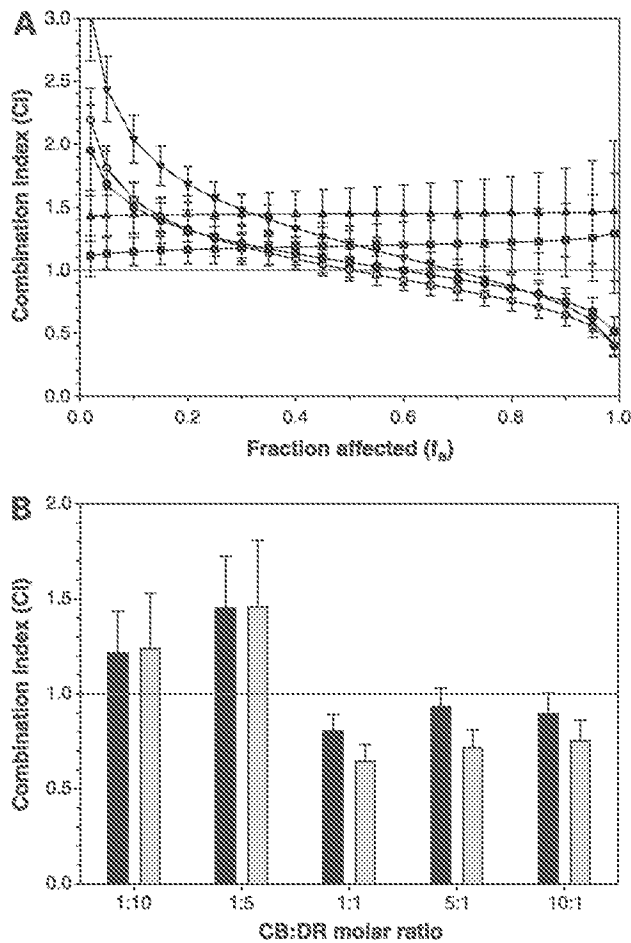 A
Combination Index (CI)
3.0
2.5
2.0
1.5
1.0
0.5
0.0
0.0 0.2 0.4 0.6 0.8 1.0
Fraction affected (fa)
B
Combination Index (CI)
2.0
1.5
1.0
0.5
0.0
1:10 1:5 1:1 5:1 10:1
CB:DR molar ratio